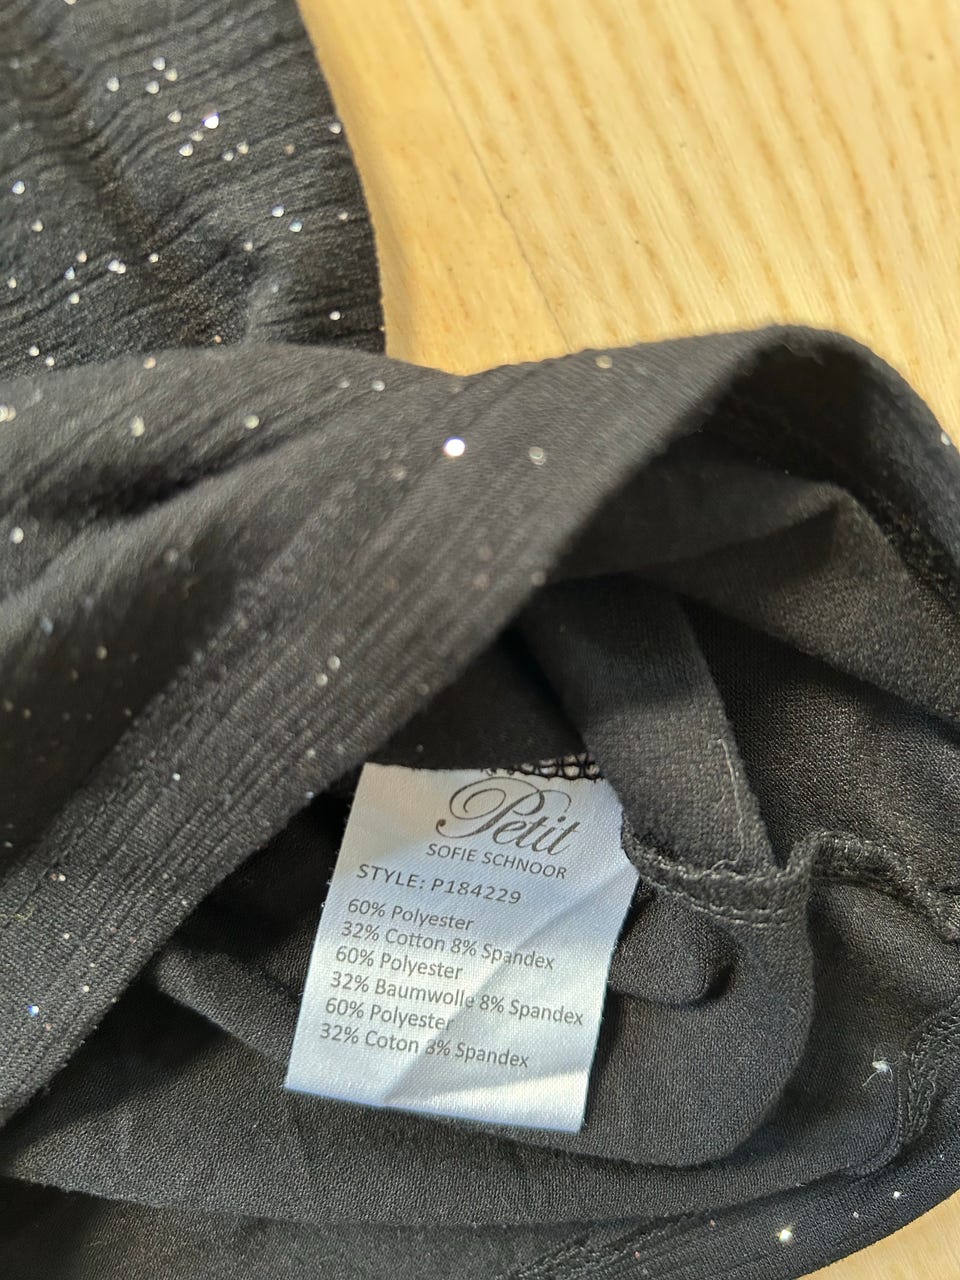 Petit
SOFIE SCHNOOR
STYLE: P184229
60% Polyester
32% Cotton 8% Spandex
60% Polyester
32% Baumwolle 8% Spandex
60% Polyester
32% Coton 3% Spandex